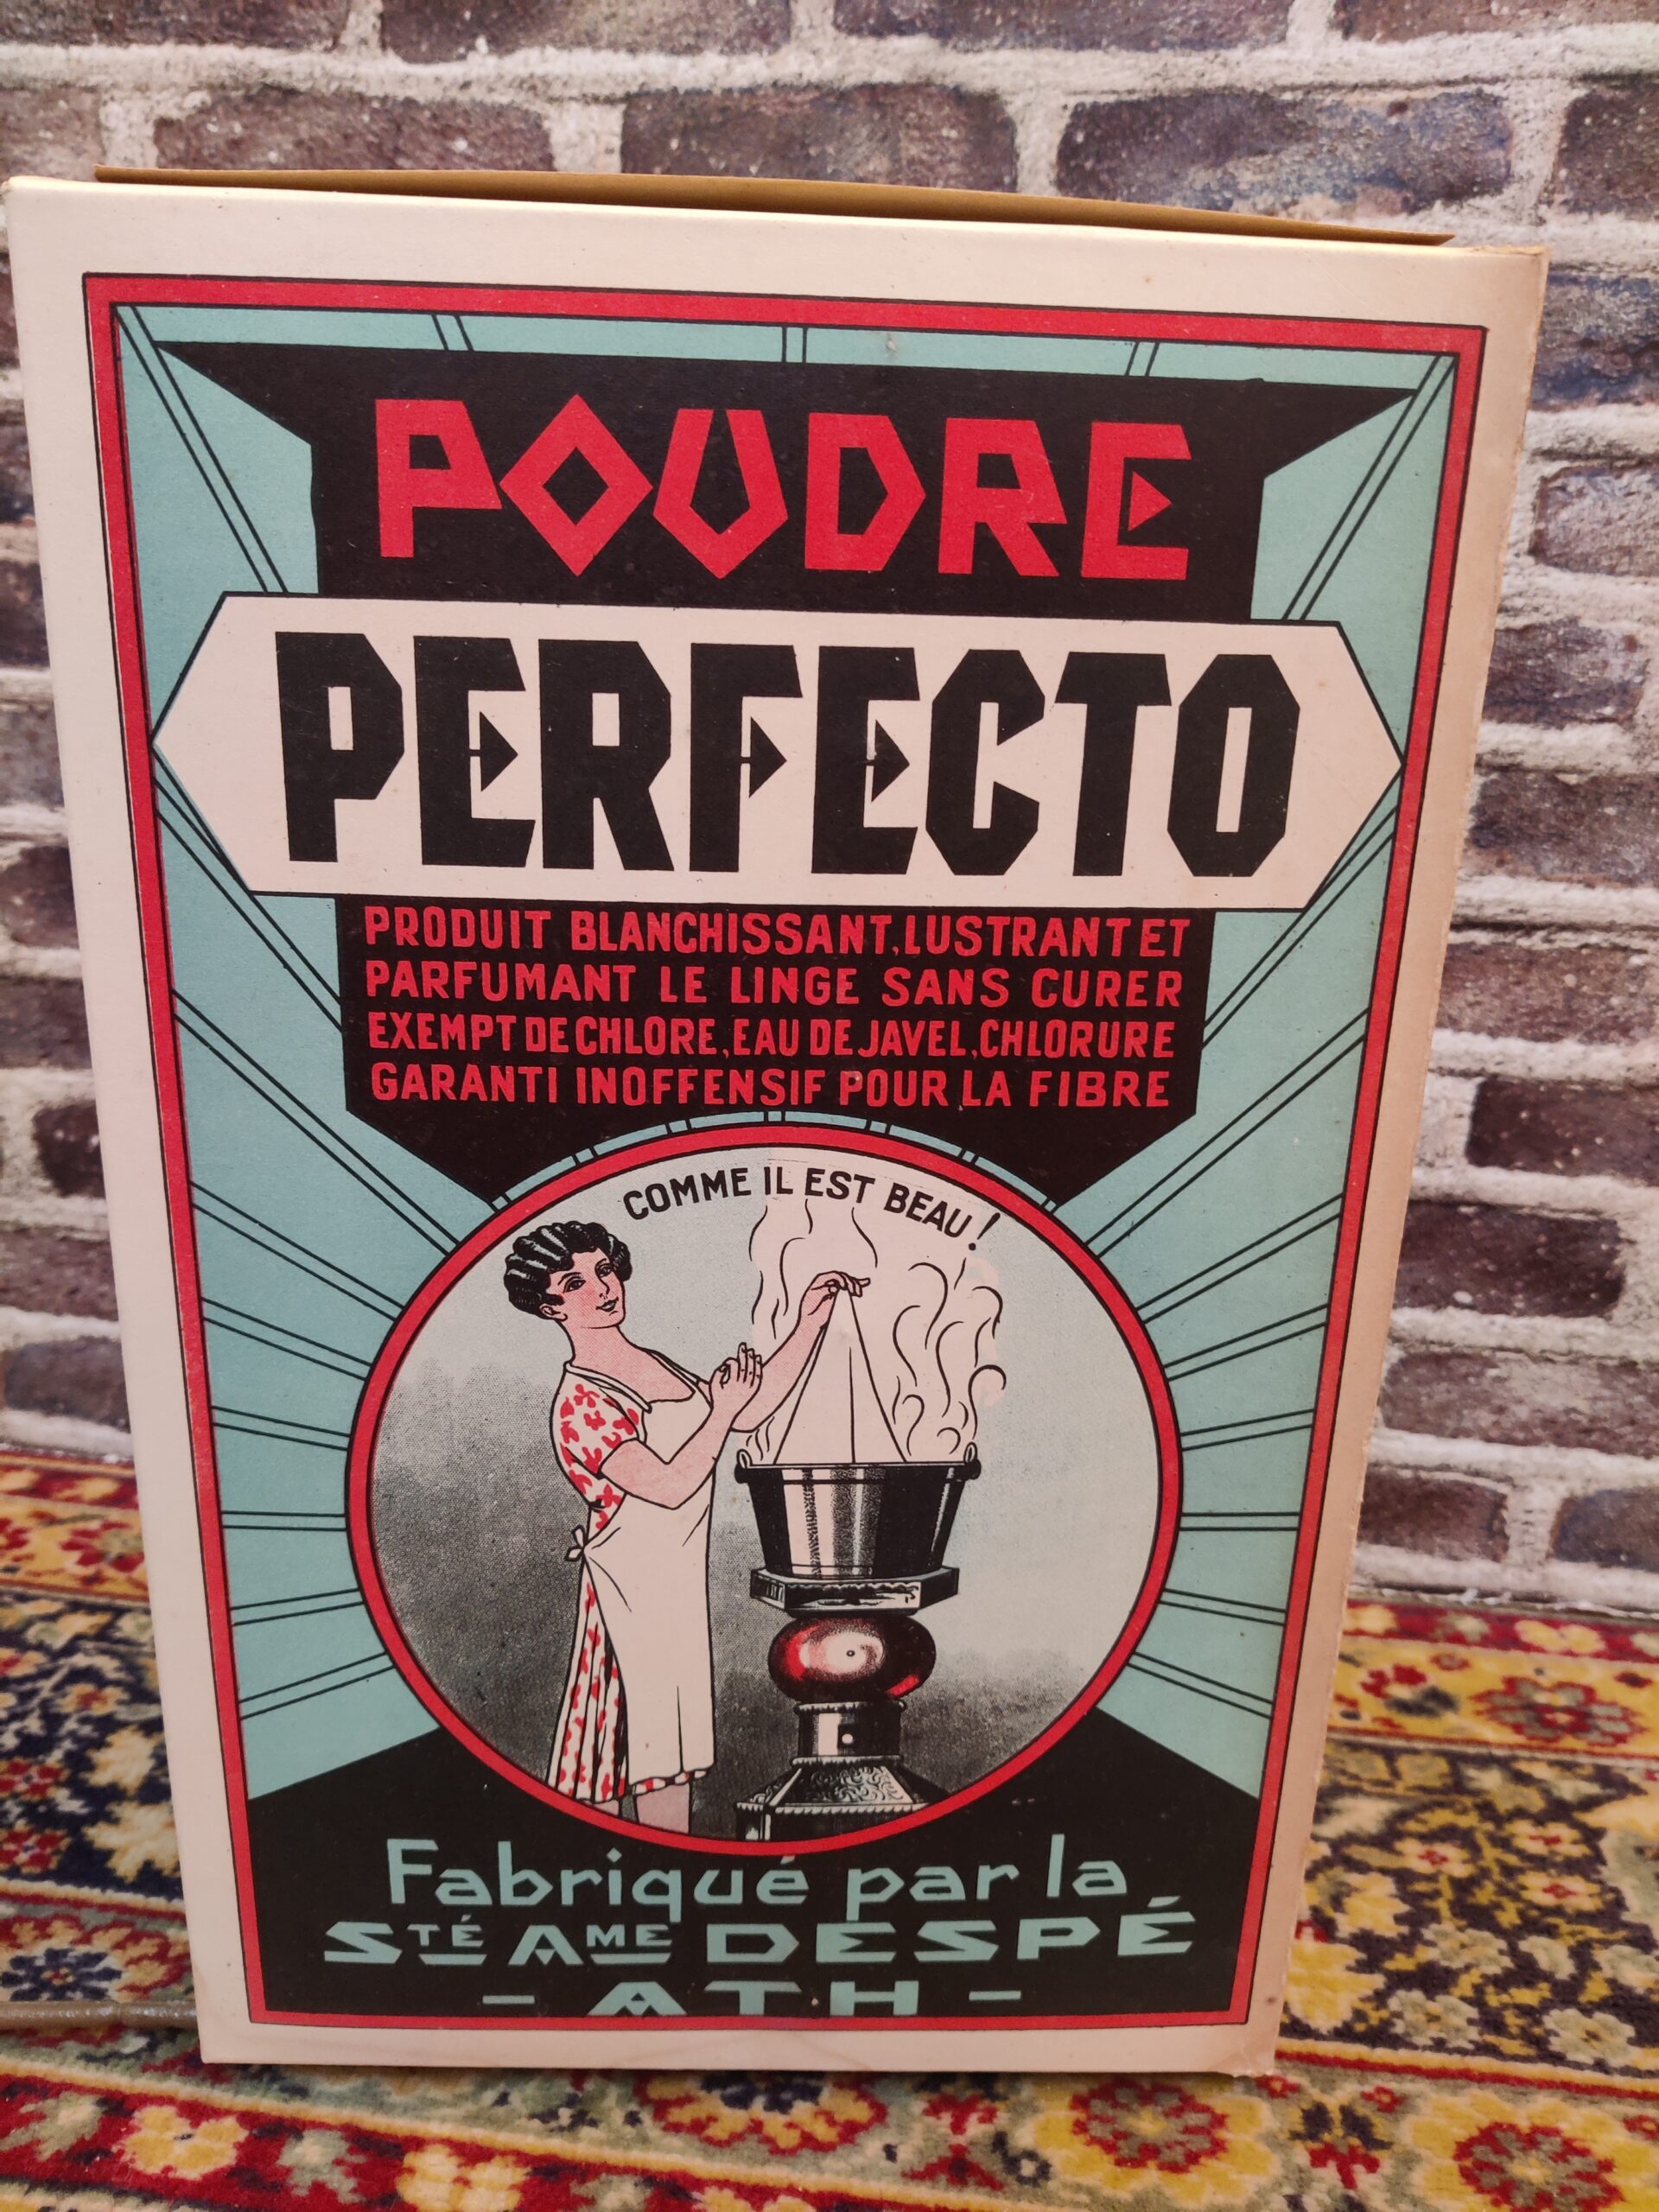 POUDRE
PERFECTO
PRODUIT BLANCHISSANT, LUSTRANT ET
PARFUMANT LE LINGE SANS CURER
EXEMPT DE CHLORE, EAU DE JAVEL, CHLORURE
GARANTI INOFFENSIF POUR LA FIBRE
COMME IL EST BEAU!
Fabriqué par la
STÉ AME DESPÉ
- ATH -